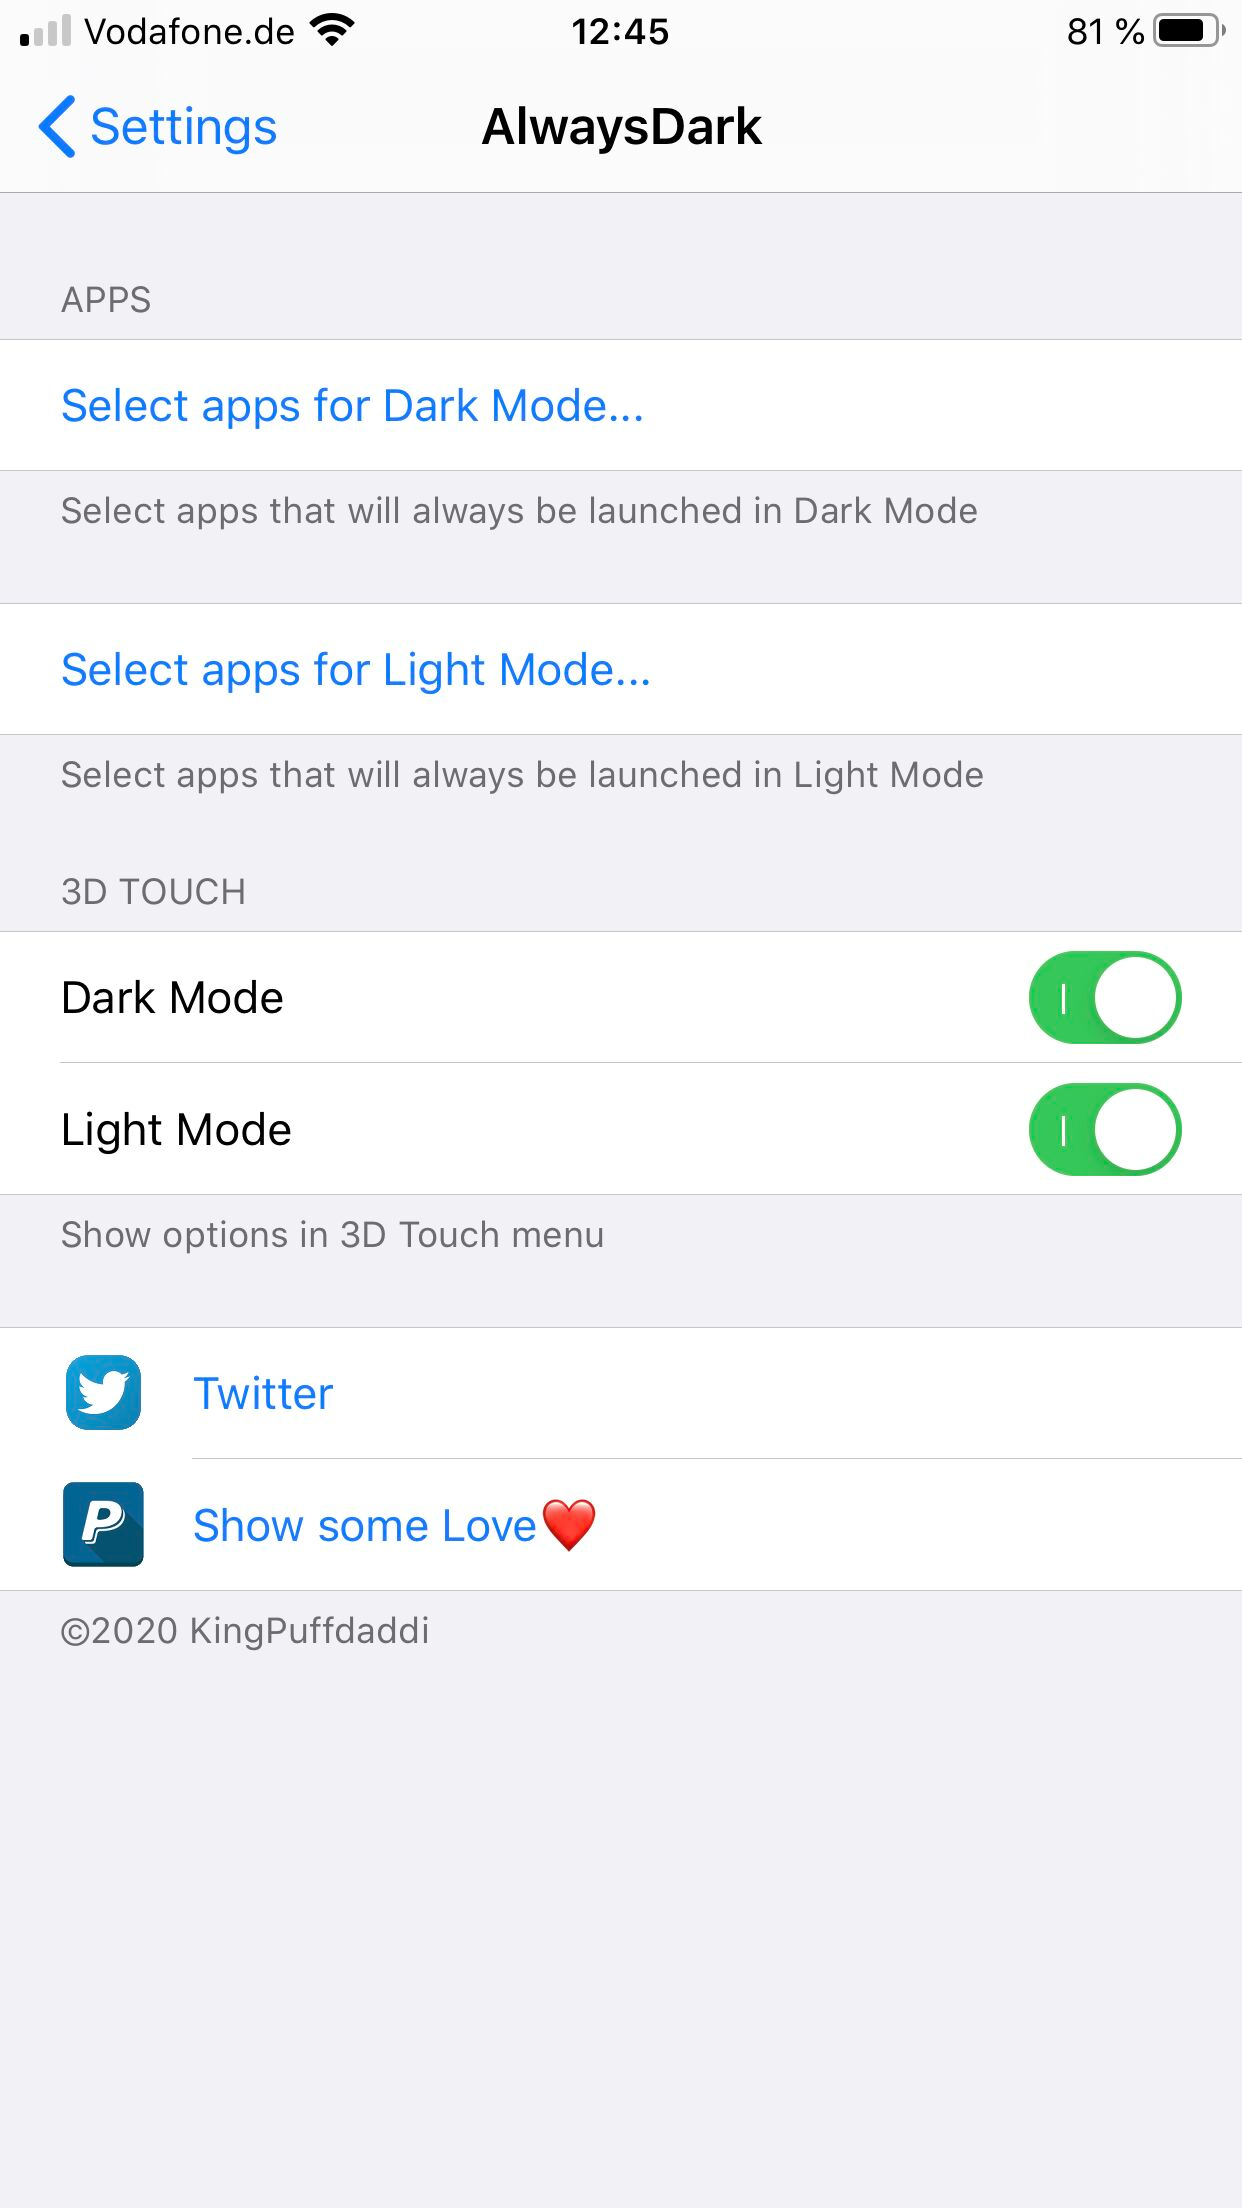 Vodafone.de 12:45 81 %
Settings AlwaysDark
APPS
Select apps for Dark Mode...
Select apps that will always be launched in Dark Mode
Select apps for Light Mode...
Select apps that will always be launched in Light Mode
3D TOUCH
Dark Mode
Light Mode
Show options in 3D Touch menu
Twitter
Show some Love❤️
©2020 KingPuffdaddi